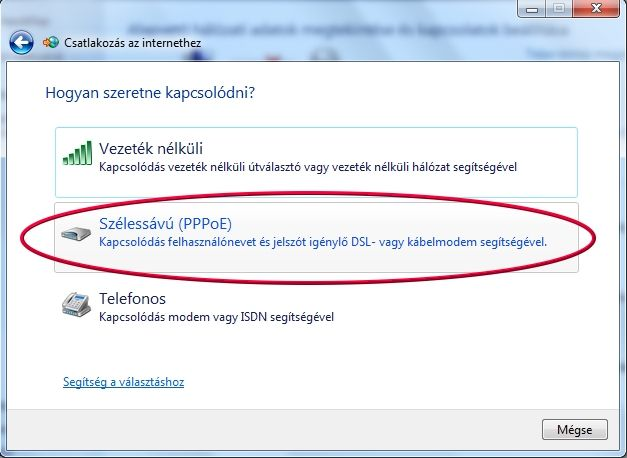 Csatlakozás az internethez
Hogyan szeretne kapcsolódni?
Vezeték nélküli
Kapcsolódás vezeték nélküli útválasztó vagy vezeték nélküli hálózat segítségével
Szélessávú (PPPoE)
Kapcsolódás felhasználónevet és jelszót igénylő DSL- vagy kábelmodem segítségével.
Telefonos
Kapcsolódás modem vagy ISDN segítségével
Segítség a választáshoz
Mégse